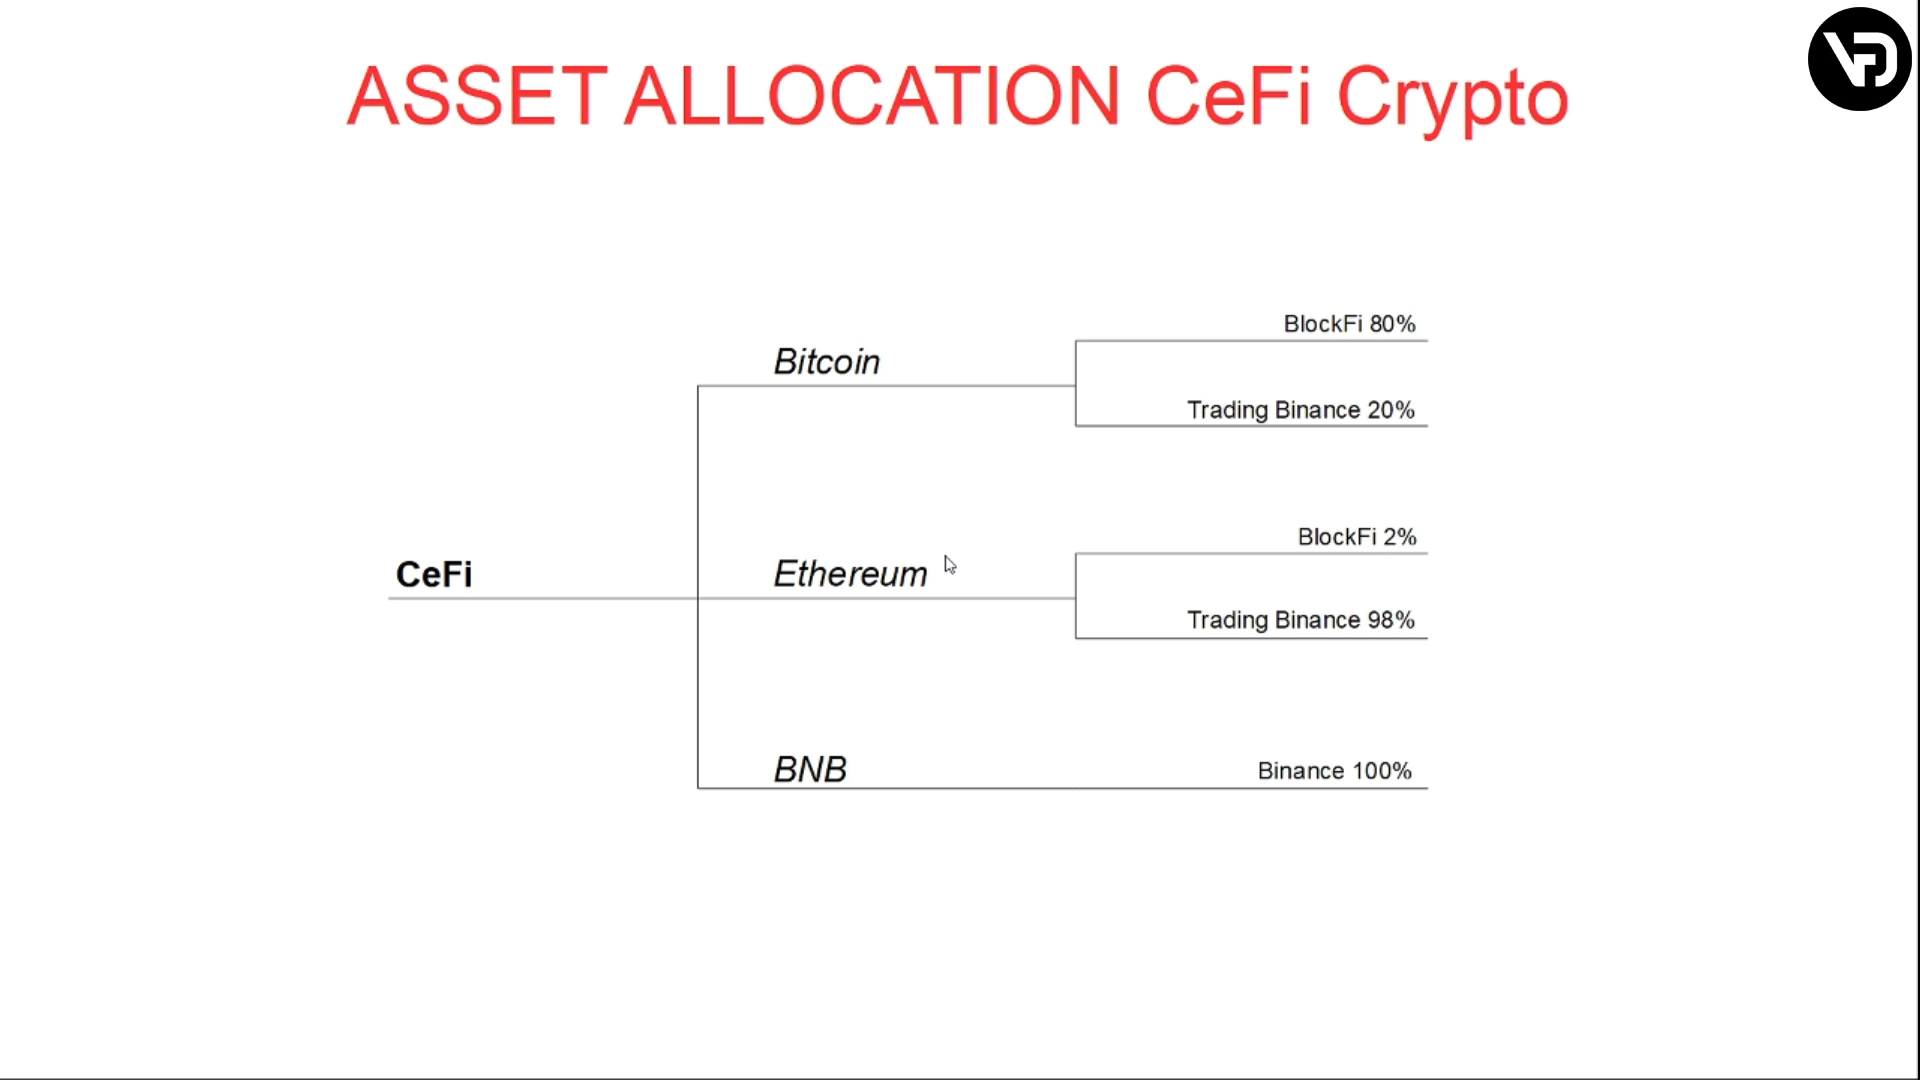 ASSET ALLOCATION CeFi Crypto
BlockFi 80%
Bitcoin
Trading Binance 20%
BlockFi 2%
CeFi
Ethereum
Trading Binance 98%
BNB
Binance 100%